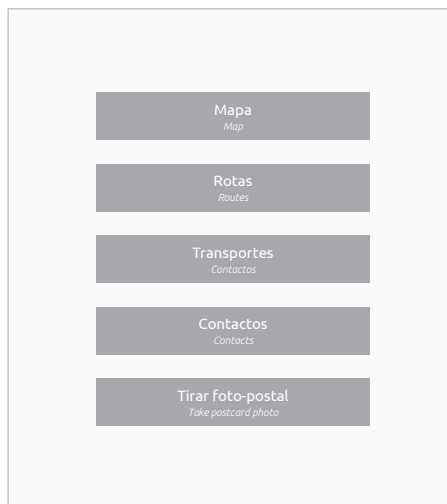 Mapa
Map
Rotas
Routes
Transportes
Contactos
Contactos
Contacts
Tirar foto-postal
Take postcard photo